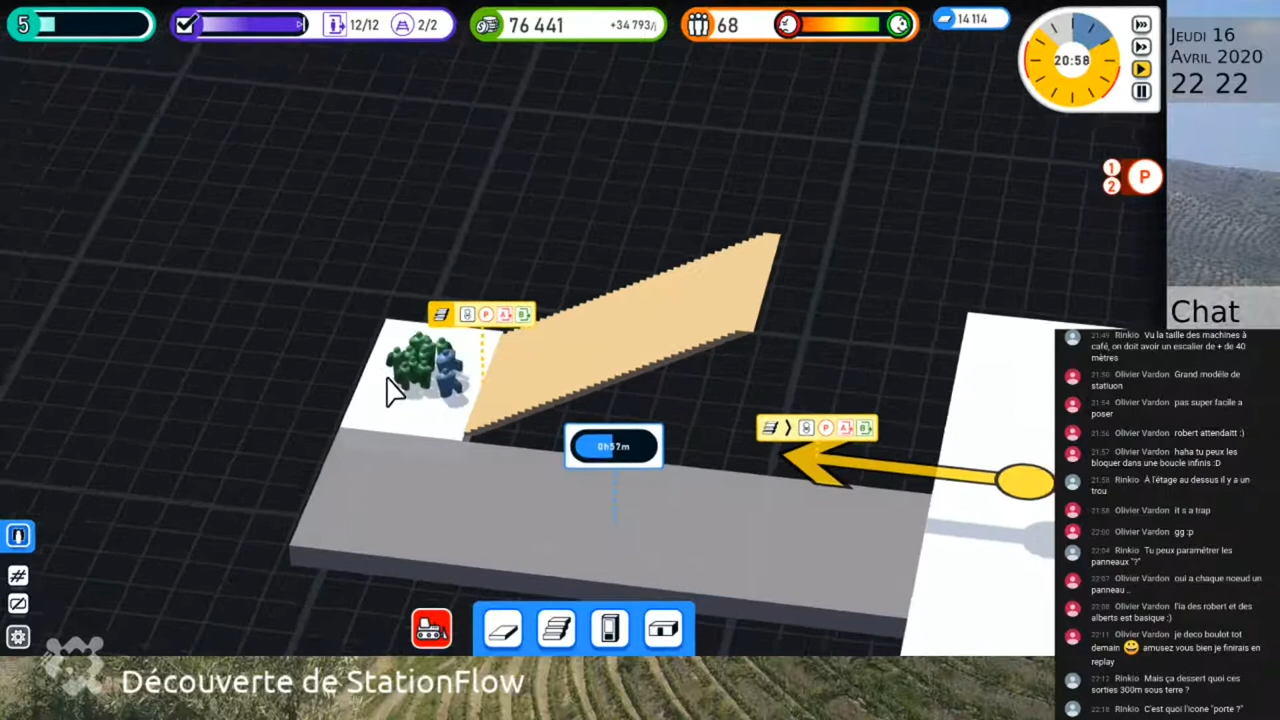 5
12/12
2/2
76 441
+34 793/j
68
14 114
20:58
JEUDI 16
AVRIL 2020
22 22
1
2
P
P
A
B
0h57m
P
A
B
Chat
21:49 Rinkio Vu la taille des machines à
café, on doit avoir un escalier de + de 40
mètres
21:50 Olivier Vardon Grand modèle de
statiuon
21:54 Olivier Vardon pas super facile a
poser
21:56 Olivier Vardon robert attendaitt :)
21:57 Olivier Vardon haha tu peux les
bloquer dans une boucle infinis :D
21:58 Rinkio À l'étage au dessus il y a un
trou
21:58 Olivier Vardon it s a trap
22:00 Olivier Vardon gg :p
22:04 Rinkio Tu peux paramétrer les
panneaux "?"
22:07 Olivier Vardon oui a chaque noeud un
panneau ..
22:08 Olivier Vardon l'ia des robert et des
alberts est basique :)
22:11 Olivier Vardon je deco boulot tot
demain 😀 amusez vous bien je finirais en
replay
22:12 Rinkio Mais ça dessert quoi ces
sorties 300m sous terre ?
22:18 Rinkio C'est quoi l'icone "porte ?"
Découverte de StationFlow